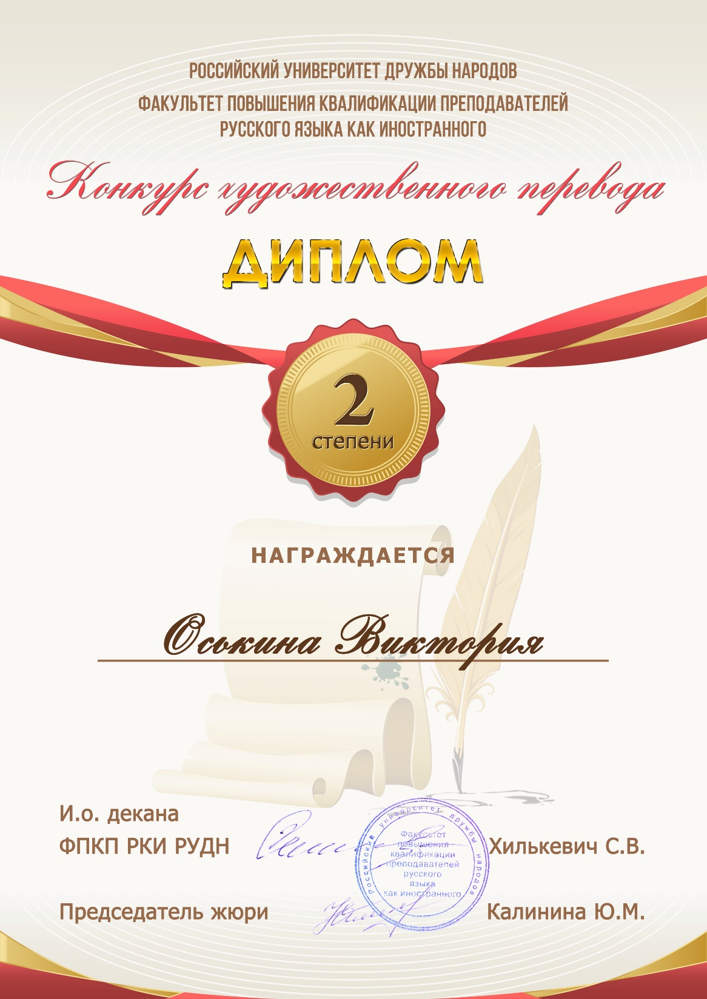 РОССИЙСКИЙ УНИВЕРСИТЕТ ДРУЖБЫ НАРОДОВ
ФАКУЛЬТЕТ ПОВЫШЕНИЯ КВАЛИФИКАЦИИ ПРЕПОДАВАТЕЛЕЙ
РУССКОГО ЯЗЫКА КАК ИНОСТРАННОГО
Конкурс художественного перевода
ДИПЛОМ
2
степени
НАГРАЖДАЕТСЯ
Оськина Виктория
И.о. декана
ФПКП РКИ РУДН
Хилькевич С.В.
Российский университет дружбы народов
Факультет
повышения
квалификации
преподавателей
русского
языка
как иностранного
Председатель жюри
Калинина Ю.М.